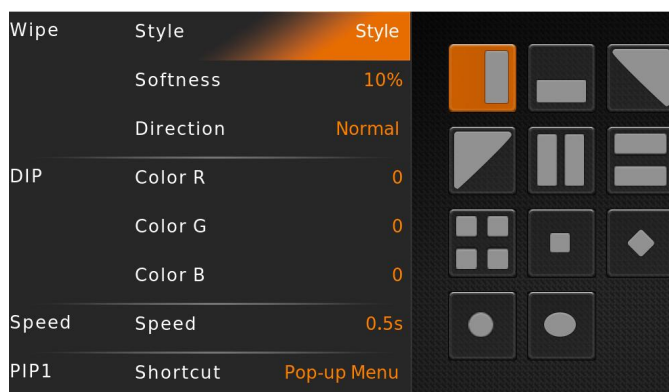 Wipe Style Style
Softness 10%
Direction Normal
DIP Color R 0
Color G 0
Color B 0
Speed Speed 0.5s
PIP1 Shortcut Pop-up Menu